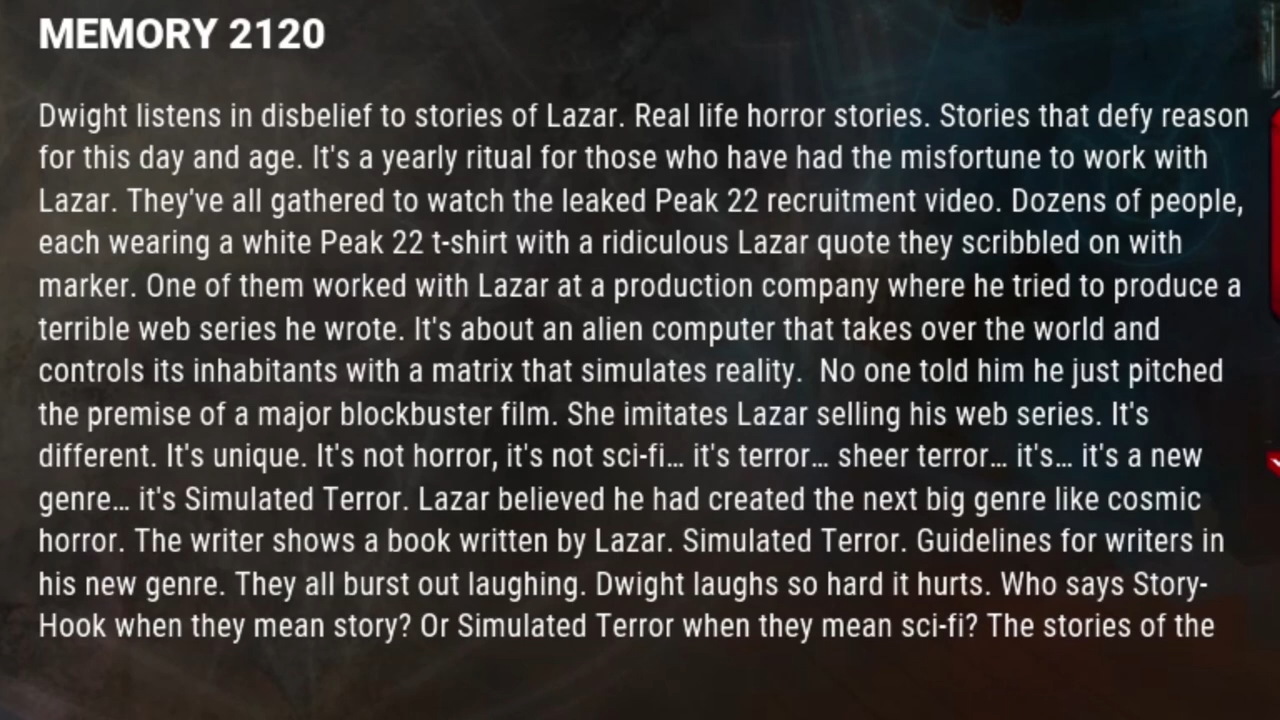 MEMORY 2120
Dwight listens in disbelief to stories of Lazar. Real life horror stories. Stories that defy reason
for this day and age. It's a yearly ritual for those who have had the misfortune to work with
Lazar. They've all gathered to watch the leaked Peak 22 recruitment video. Dozens of people,
each wearing a white Peak 22 t-shirt with a ridiculous Lazar quote they scribbled on with
marker. One of them worked with Lazar at a production company where he tried to produce a
terrible web series he wrote. It's about an alien computer that takes over the world and
controls its inhabitants with a matrix that simulates reality.  No one told him he just pitched
the premise of a major blockbuster film. She imitates Lazar selling his web series. It's
different. It's unique. It's not horror, it's not sci-fi… it's terror… sheer terror… it's… it's a new
genre… it's Simulated Terror. Lazar believed he had created the next big genre like cosmic
horror. The writer shows a book written by Lazar. Simulated Terror. Guidelines for writers in
his new genre. They all burst out laughing. Dwight laughs so hard it hurts. Who says Story-
Hook when they mean story? Or Simulated Terror when they mean sci-fi? The stories of the